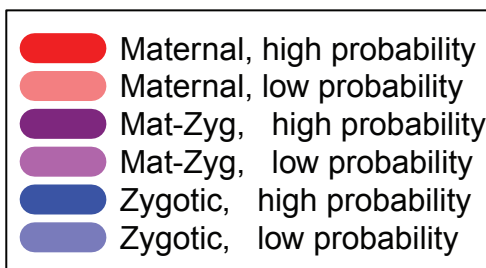 Maternal, high probability
Maternal, low probability
Mat-Zyg, high probability
Mat-Zyg, low probability
Zygotic, high probability
Zygotic, low probability